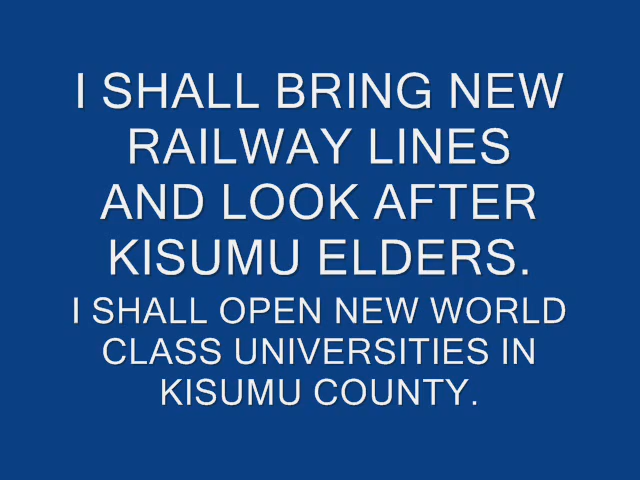 I SHALL BRING NEW
RAILWAY LINES
AND LOOK AFTER
KISUMU ELDERS.
I SHALL OPEN NEW WORLD
CLASS UNIVERSITIES IN
KISUMU COUNTY.